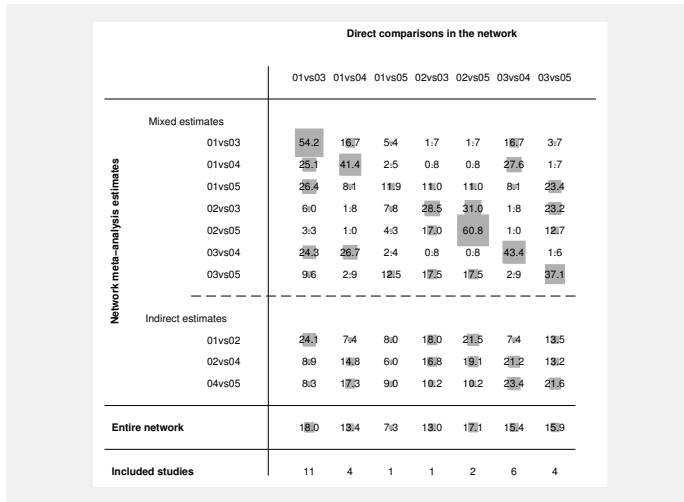 Direct comparisons in the network
01vs03 01vs04 01vs05 02vs03 02vs05 03vs04 03vs05
Network meta−analysis estimates
Mixed estimates
01vs03 54.2 16.7 5.4 1.7 1.7 16.7 3.7
01vs04 25.1 41.4 2.5 0.8 0.8 27.6 1.7
01vs05 26.4 8.1 11.9 11.0 11.0 8.1 23.4
02vs03 6.0 1.8 7.8 28.5 31.0 1.8 23.2
02vs05 3.3 1.0 4.3 17.0 60.8 1.0 12.7
03vs04 24.3 26.7 2.4 0.8 0.8 43.4 1.6
03vs05 9.6 2.9 12.5 17.5 17.5 2.9 37.1
Indirect estimates
01vs02 24.1 7.4 8.0 18.0 21.5 7.4 13.5
02vs04 8.9 14.8 6.0 16.8 19.1 21.2 13.2
04vs05 8.3 17.3 9.0 10.2 10.2 23.4 21.6
Entire network 18.0 13.4 7.3 13.0 17.1 15.4 15.9
Included studies 11 4 1 1 2 6 4